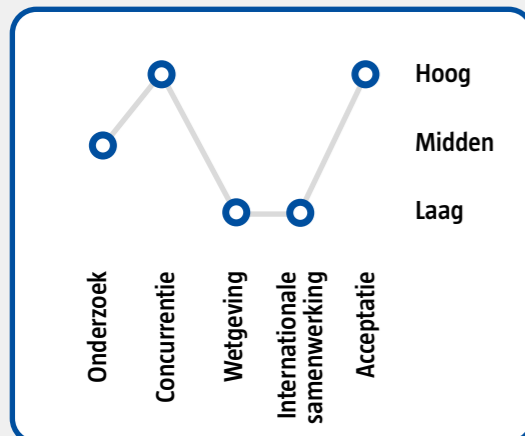 Hoog
Midden
Laag
Onderzoek
Concurrentie
Wetgeving
Internationale
samenwerking
Acceptatie